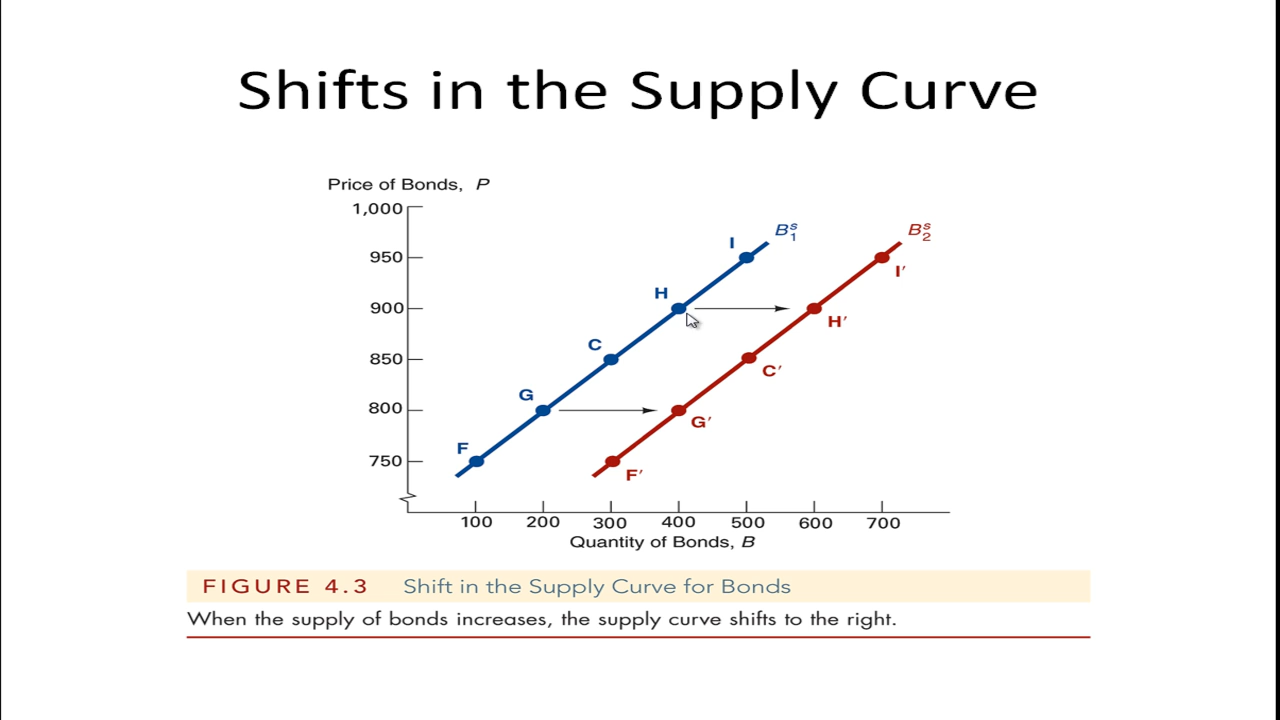 Shifts in the Supply Curve
Price of Bonds, P
1,000
950
900
850
800
750
I
H
C
G
F
B₁ˢ
B₂ˢ
I′
H′
C′
G′
F′
100 200 300 400 500 600 700
Quantity of Bonds, B
FIGURE 4.3 Shift in the Supply Curve for Bonds
When the supply of bonds increases, the supply curve shifts to the right.